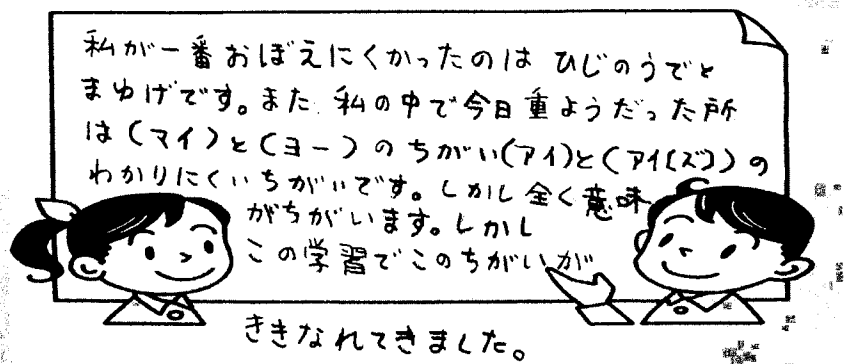 私が一番おぼえにくかったのは ひじのうでと
まゆげです。また 私の中で今日重ようだった所
は（マイ）と（ヨー）のちがい（アイ）と（アイ(ズ)）の
わかりにくいちがいです。しかし全く意味
がちがいます。しかし
この学習でこのちがいが
ききなれてきました。